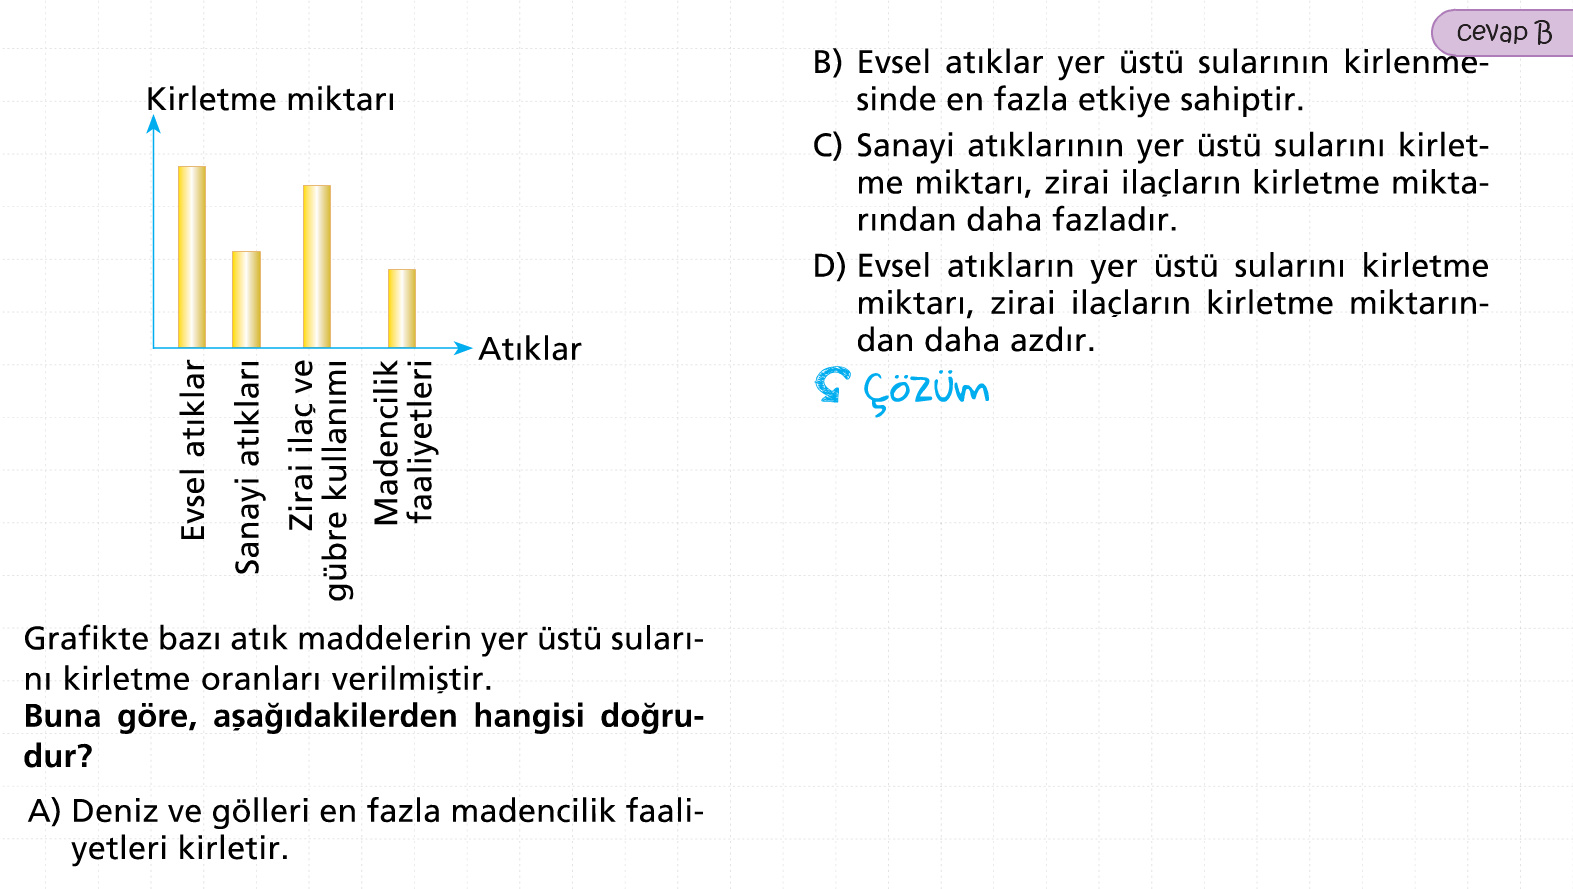 Kirletme miktarı
Atıklar
Evsel atıklar
Sanayi atıkları
Zirai ilaç ve
gübre kullanımı
Madencilik
faaliyetleri
Grafikte bazı atık maddelerin yer üstü suları-
nı kirletme oranları verilmiştir.
Buna göre, aşağıdakilerden hangisi doğru-
dur?
A) Deniz ve gölleri en fazla madencilik faali-
yetleri kirletir.
cevap B
B) Evsel atıklar yer üstü sularının kirlenme-
sinde en fazla etkiye sahiptir.
C) Sanayi atıklarının yer üstü sularını kirlet-
me miktarı, zirai ilaçların kirletme mikta-
rından daha fazladır.
D) Evsel atıkların yer üstü sularını kirletme
miktarı, zirai ilaçların kirletme miktarın-
dan daha azdır.
Çözüm